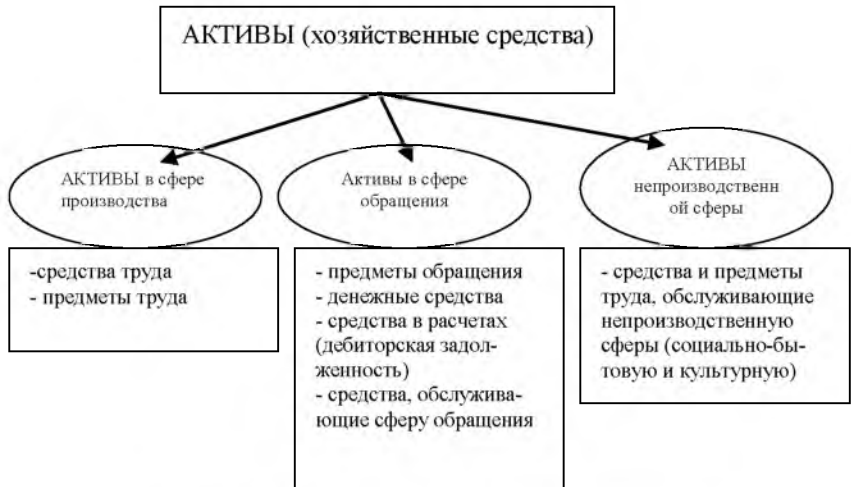 АКТИВЫ (хозяйственные средства)
АКТИВЫ в сфере
производства
Активы в сфере
обращения
АКТИВЫ
непроизводственн
ой сферы
-средства труда
- предметы труда
- предметы обращения
- денежные средства
- средства в расчетах
(дебиторская задол-
женность)
- средства, обслужива-
ющие сферу обращения
- средства и предметы
труда, обслуживающие
непроизводственную
сферы (социально-бы-
товую и культурную)